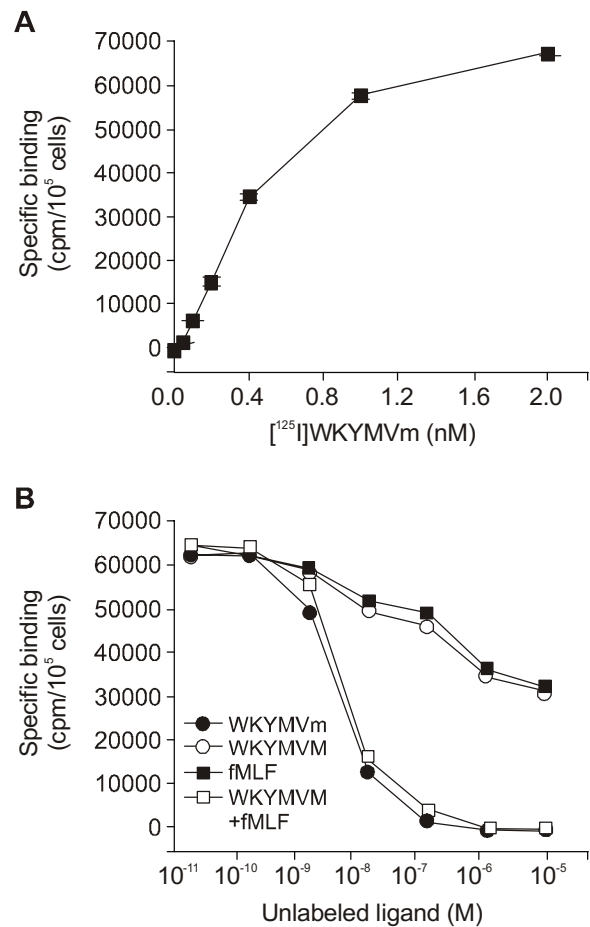 A
70000
60000
50000
40000
30000
20000
10000
0
Specific binding
(cpm/10⁵ cells)
0.0 0.4 0.8 1.2 1.6 2.0
[¹²⁵I]WKYMVm (nM)
B
70000
60000
50000
40000
30000
20000
10000
0
Specific binding
(cpm/10⁵ cells)
WKYMVm
WKYMVM
fMLF
WKYMVM
+fMLF
10⁻¹¹ 10⁻¹⁰ 10⁻⁹ 10⁻⁸ 10⁻⁷ 10⁻⁶ 10⁻⁵
Unlabeled ligand (M)